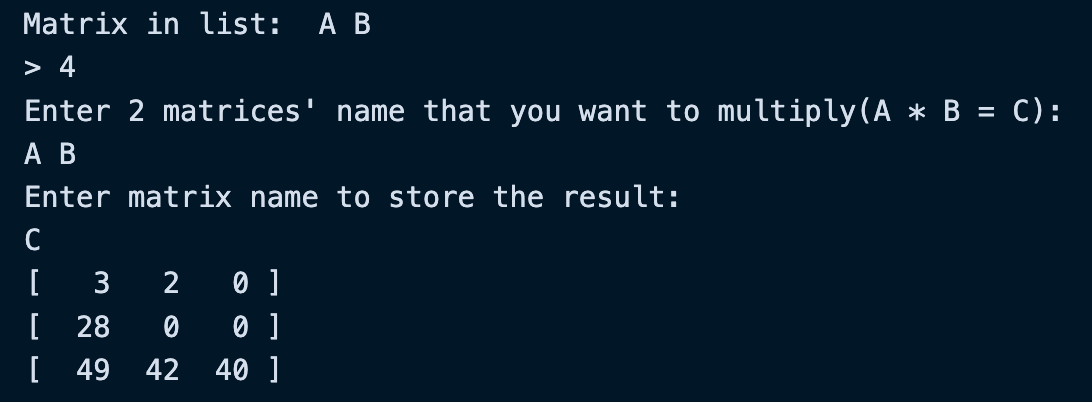 Matrix in list:  A B
> 4
Enter 2 matrices' name that you want to multiply(A * B = C):
A B
Enter matrix name to store the result:
C
[   3   2   0 ]
[  28   0   0 ]
[  49  42  40 ]